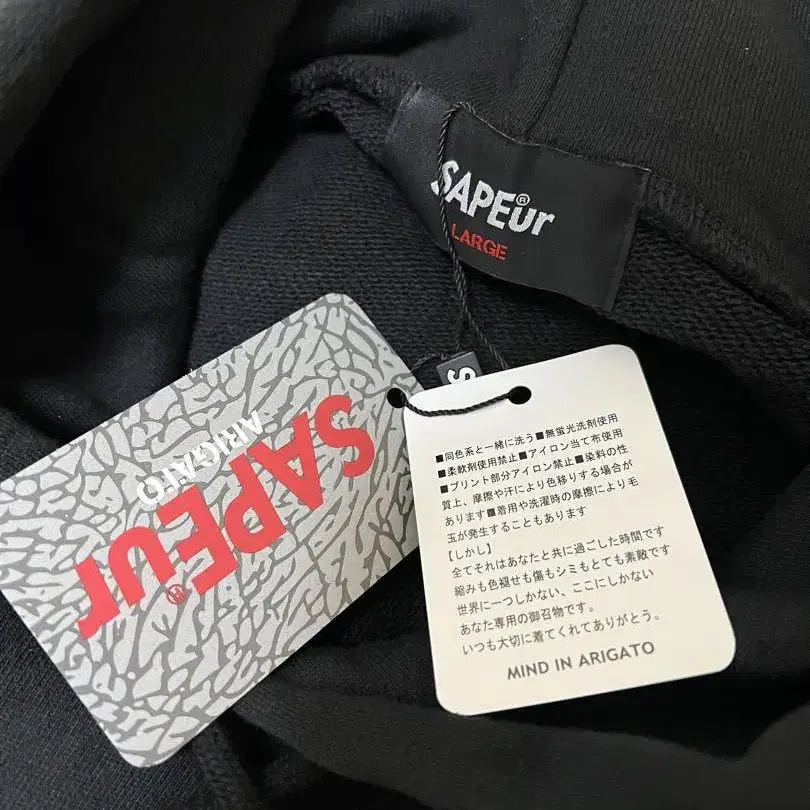 SAPEur®
LARGE
S
SAPEur®
ARIGATO
■同色系と一緒に洗う■無蛍光洗剤使用
■柔軟剤使用禁止■アイロン当て布使用
■プリント部分アイロン禁止■染料の性
質上、摩擦や汗により色移りする場合が
あります■着用や洗濯時の摩擦により毛
玉が発生することもあります
【しかし】
全てそれはあなたと共に過ごした時間です
縮みも色褪せも傷もシミもとても素敵です
世界に一つしかない、ここにしかない
あなた専用の御召物です。
いつも大切に着てくれてありがとう。
MIND IN ARIGATO